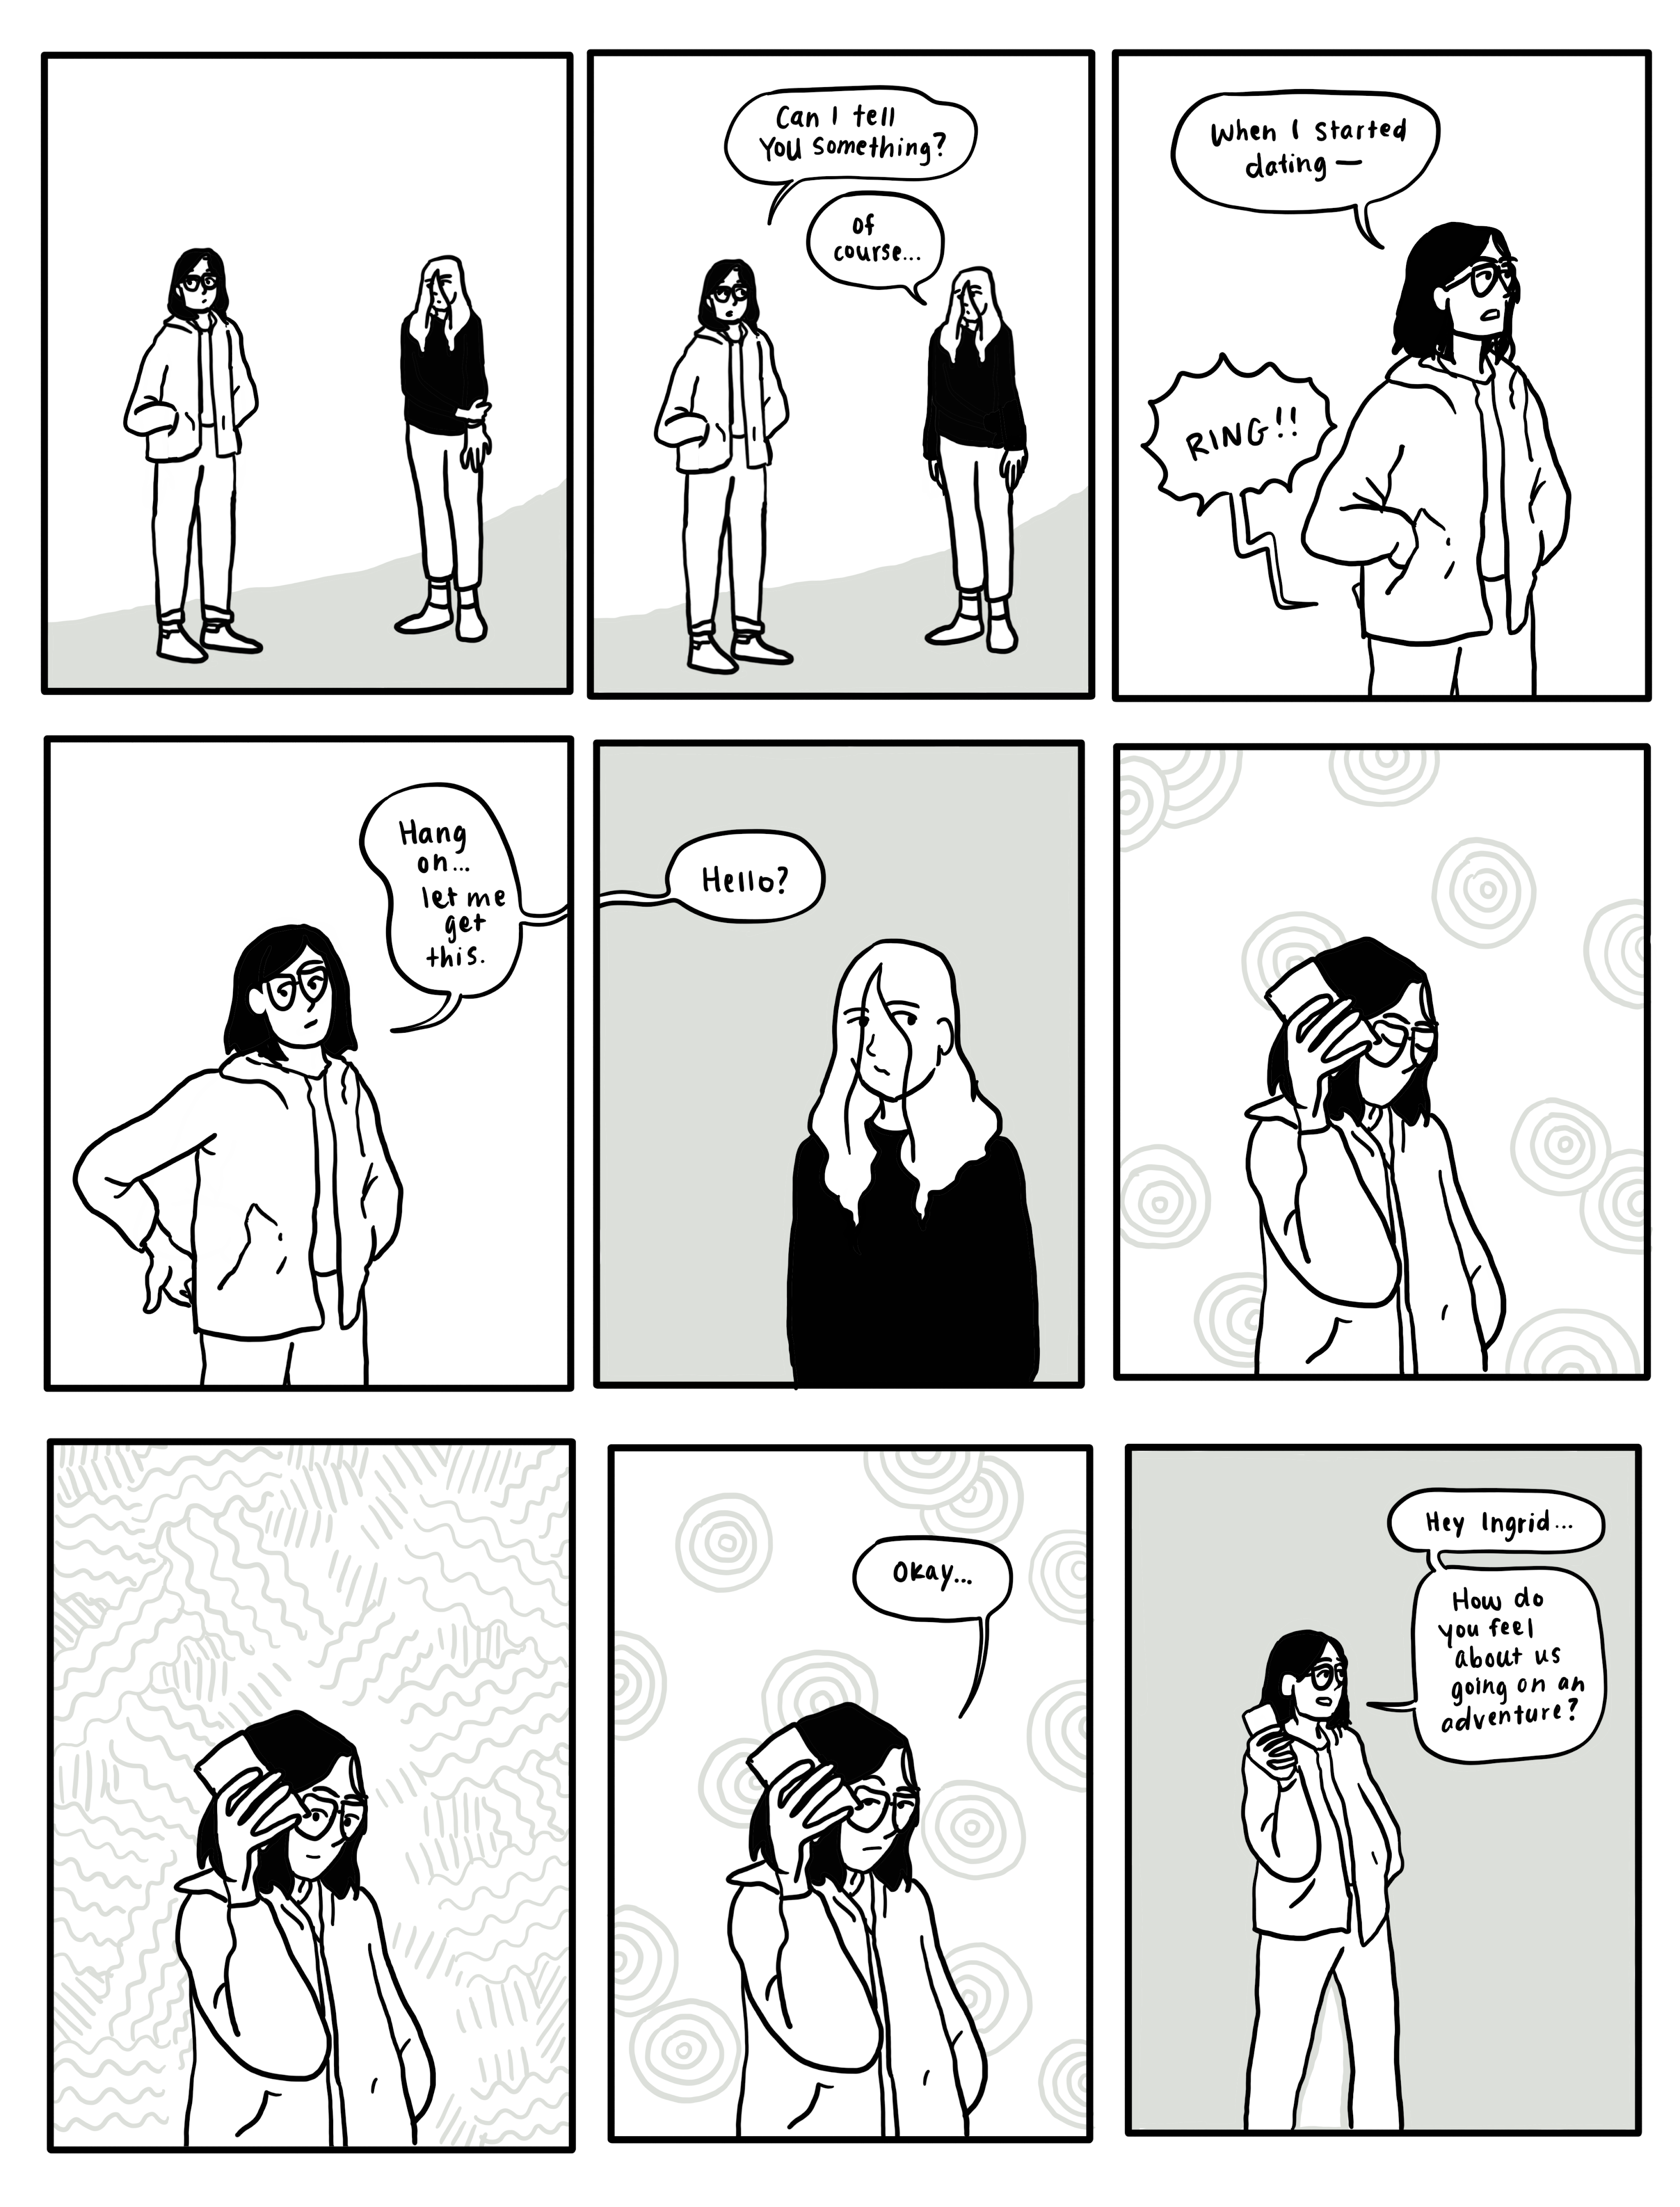 Can I tell
You something?
of
course...
When I started
dating —
RING!!
Hang
on...
let me
get
this.
Hello?
Okay...
Hey Ingrid...
How do
you feel
about us
going on an
adventure?